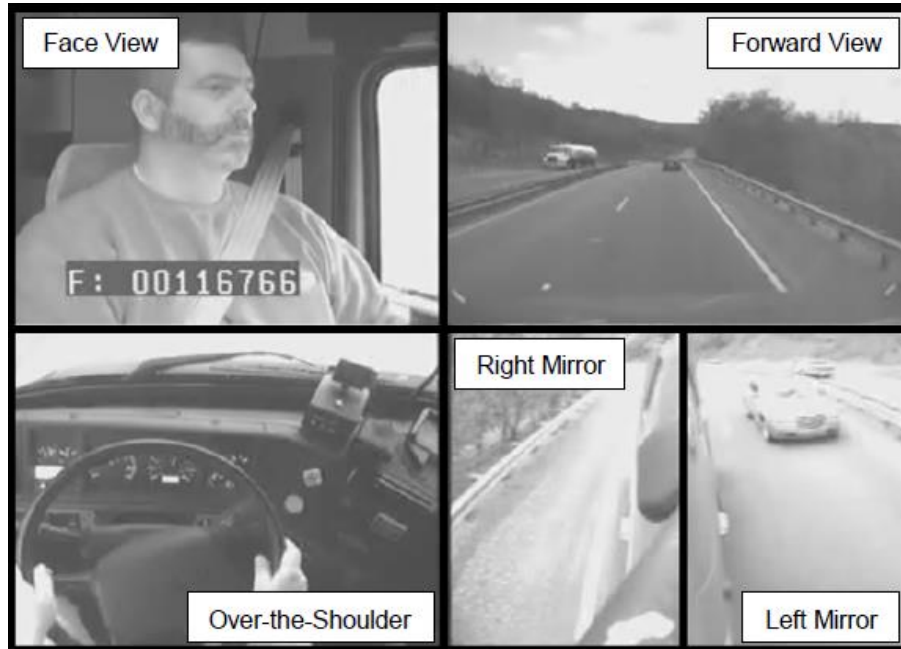 Face View
Forward View
F: 00116766
Right Mirror
Over-the-Shoulder
Left Mirror